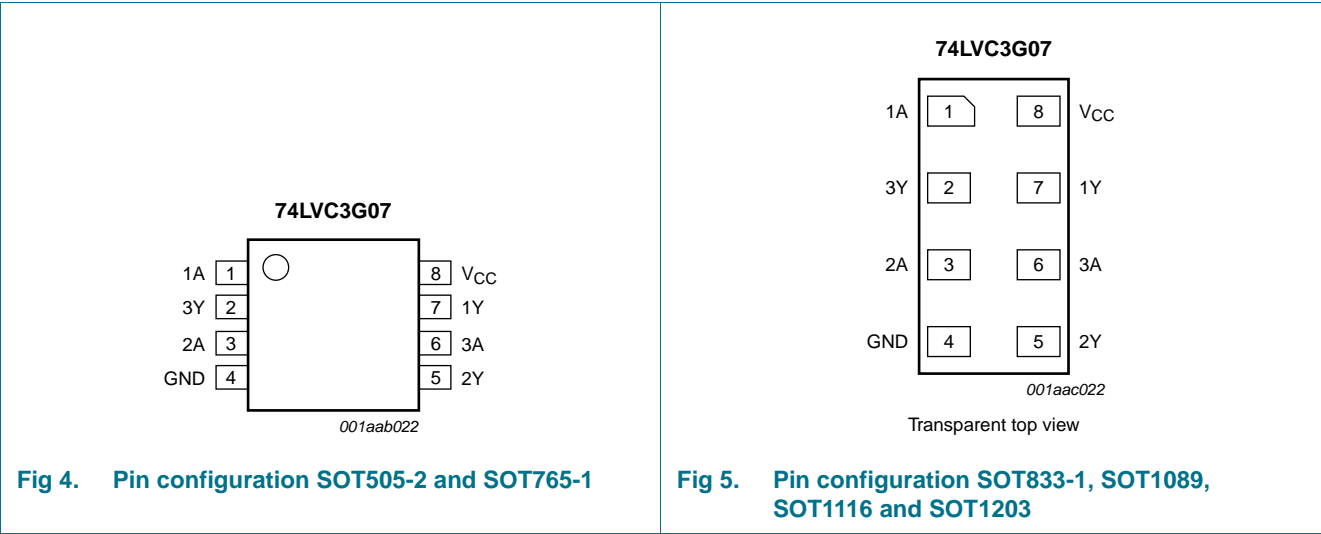 74LVC3G07
1A 1 8 VCC
3Y 2 7 1Y
2A 3 6 3A
GND 4 5 2Y
001aab022
Fig 4. Pin configuration SOT505-2 and SOT765-1
74LVC3G07
1A 1 8 VCC
3Y 2 7 1Y
2A 3 6 3A
GND 4 5 2Y
001aac022
Transparent top view
Fig 5. Pin configuration SOT833-1, SOT1089,
SOT1116 and SOT1203